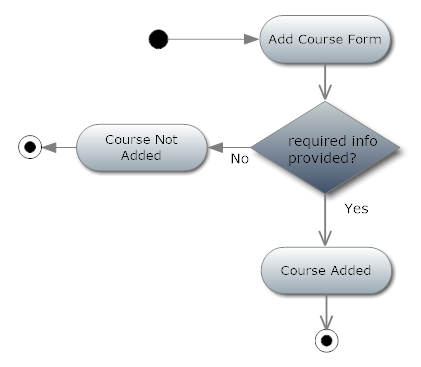 Add Course Form
required info
provided?
Course Not
Added
No
Yes
Course Added